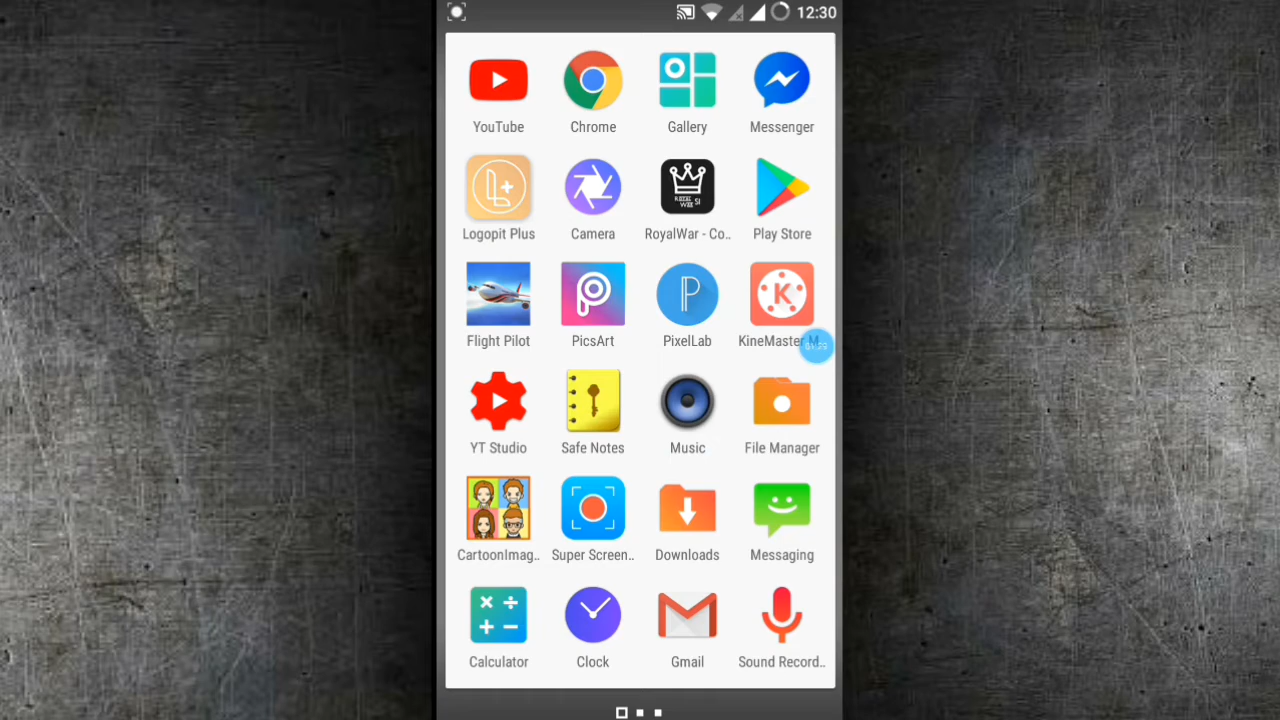 12:30
YouTube Chrome Gallery Messenger
Logopit Plus Camera RoyalWar - Co.. Play Store
Flight Pilot PicsArt PixelLab KineMaster M
YT Studio Safe Notes Music File Manager
CartoonImag.. Super Screen.. Downloads Messaging
Calculator Clock Gmail Sound Record..